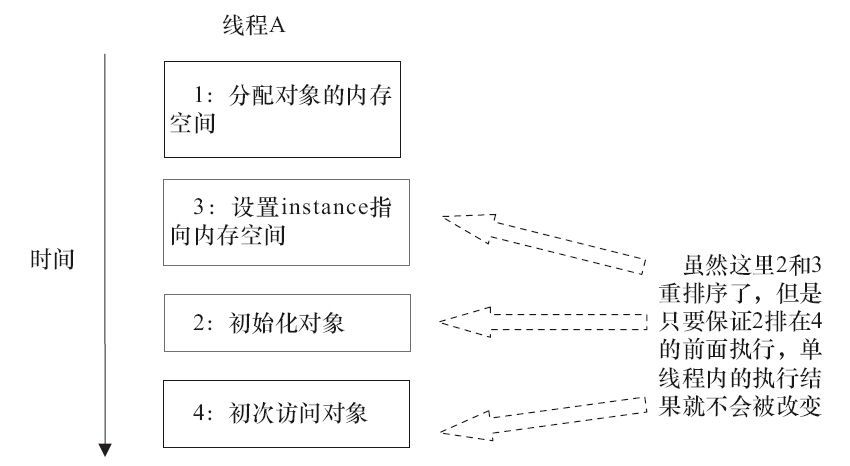 线程A
1：分配对象的内存
空间
3：设置instance指
向内存空间
时间
2：初始化对象
4：初次访问对象
虽然这里2和3
重排序了，但是
只要保证2排在4
的前面执行，单
线程内的执行结
果就不会被改变